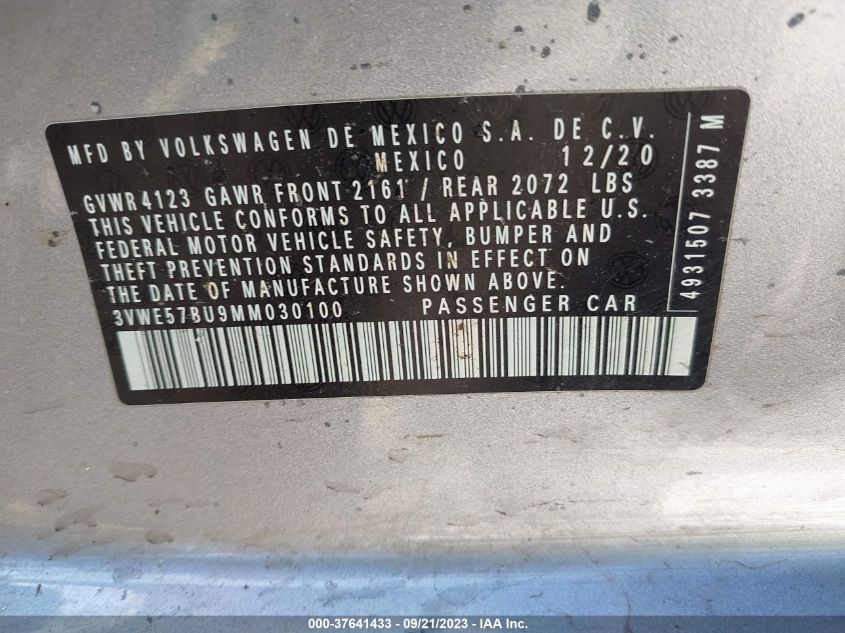 MFD BY VOLKSWAGEN DE MEXICO S.A. DE C.V.
MEXICO 12/20
GVWR 4123 GAWR FRONT 2161 / REAR 2072 LBS
THIS VEHICLE CONFORMS TO ALL APPLICABLE U.S.
FEDERAL MOTOR VEHICLE SAFETY, BUMPER AND
THEFT PREVENTION STANDARDS IN EFFECT ON
THE DATE OF MANUFACTURE SHOWN ABOVE.
3VWE57BU9MM030100 PASSENGER CAR
4931507 3387 M
000-37641433 - 09/21/2023 - IAA Inc.